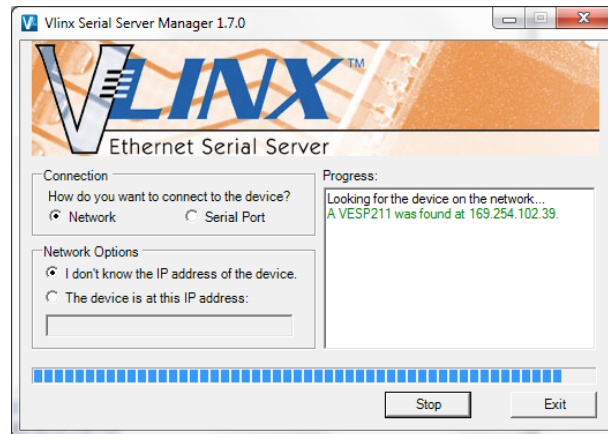 Vlinx Serial Server Manager 1.7.0
VLINX™
Ethernet Serial Server
Connection
How do you want to connect to the device?
Network
Serial Port
Network Options
I don't know the IP address of the device.
The device is at this IP address:
Progress:
Looking for the device on the network...
A VESP211 was found at 169.254.102.39.
Stop
Exit